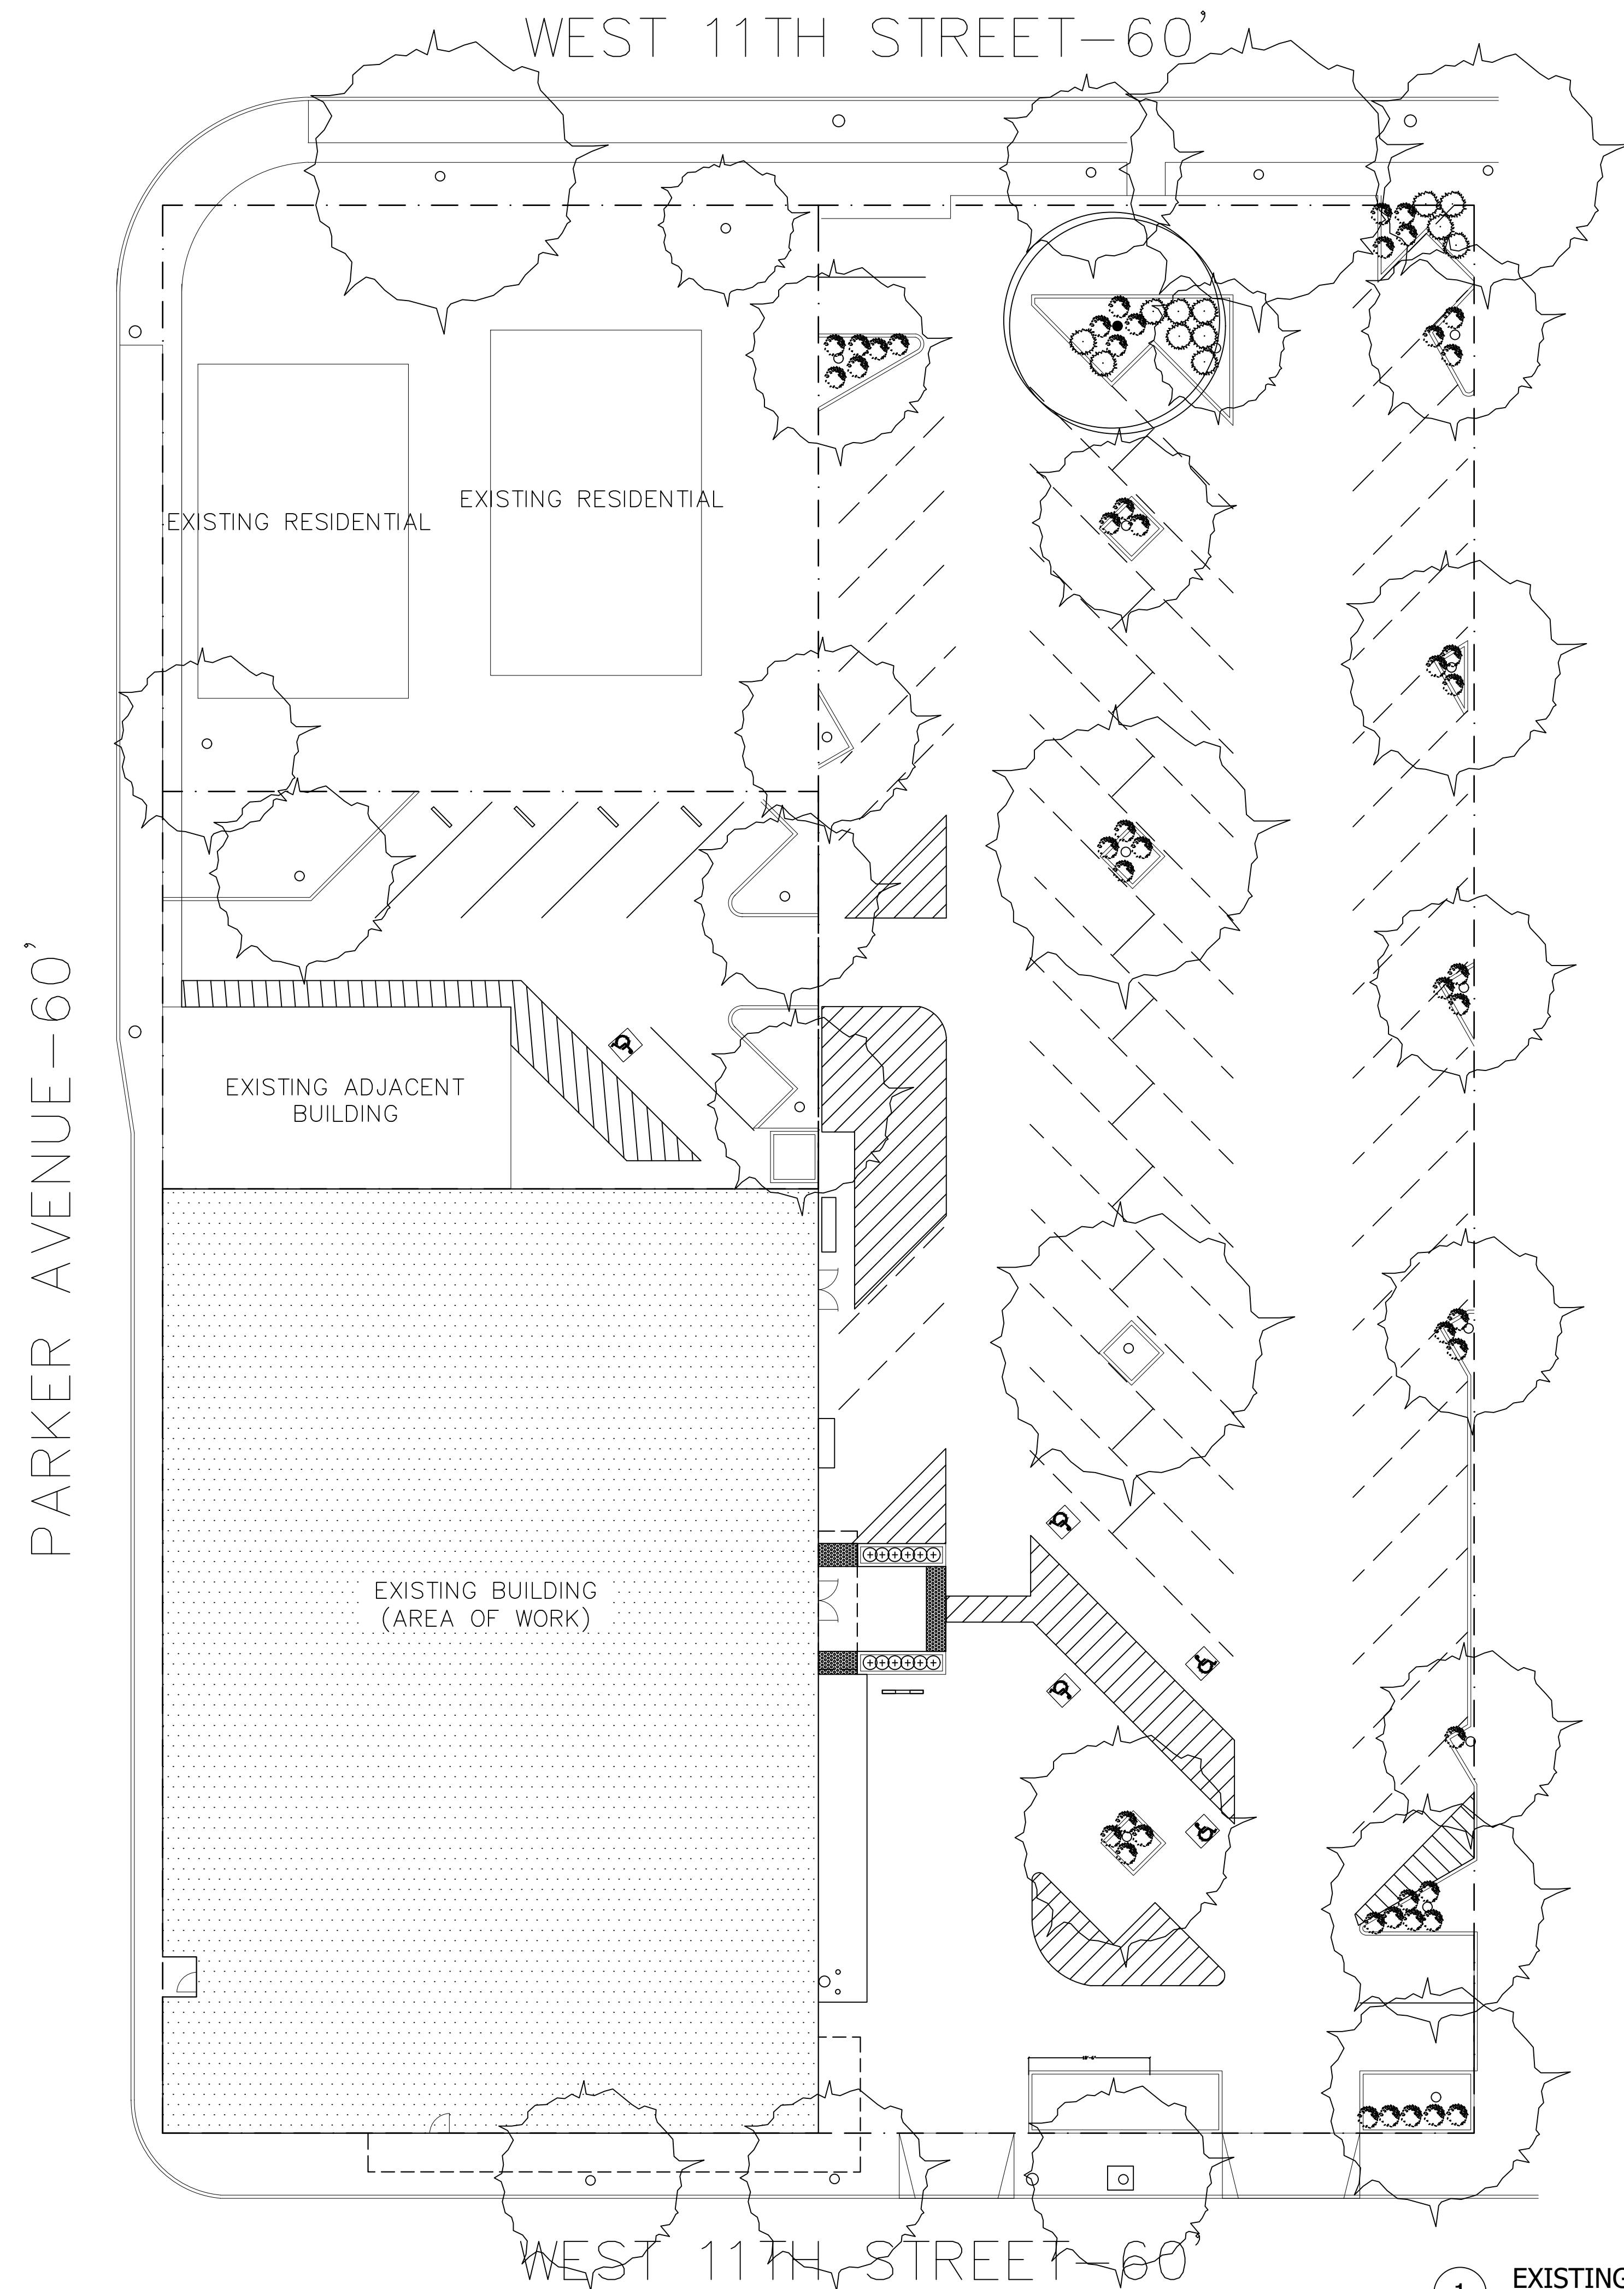 WEST 11TH STREET-60'
EXISTING RESIDENTIAL
EXISTING RESIDENTIAL
PARKER AVENUE-60'
EXISTING ADJACENT
BUILDING
EXISTING BUILDING
(AREA OF WORK)
WEST 11TH STREET-60'
1
EXISTING